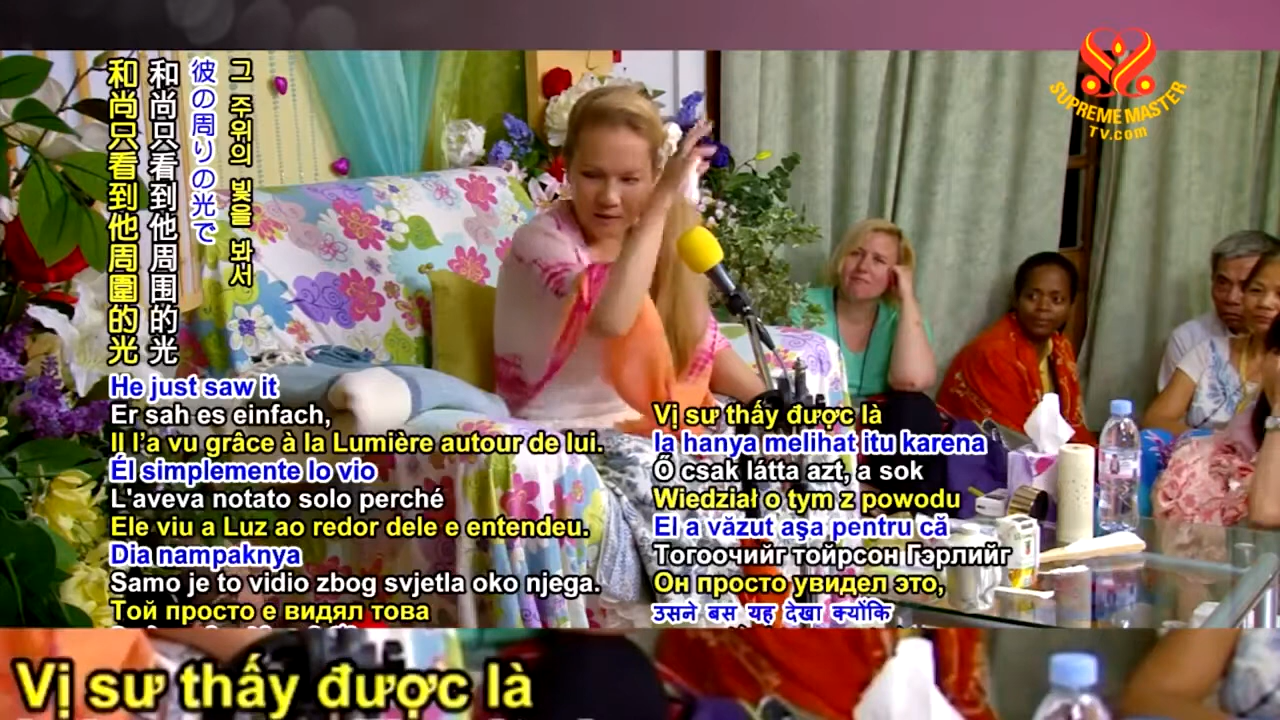 SUPREME MASTER
TV.com
그 주위의 빛을 봐서
彼の周りの光で
和尚只看到他周围的光
和尚只看到他周圍的光
He just saw it
Er sah es einfach,
Il l'a vu grâce à la Lumière autour de lui.
Él simplemente lo vio
L'aveva notato solo perché
Ele viu a Luz ao redor dele e entendeu.
Dia nampaknya
Samo je to vidio zbog svjetla oko njega.
Той просто е видял това
Vị sư thấy được là
Ia hanya melihat itu karena
Ő csak látta azt, a sok
Wiedział o tym z powodu
El a văzut aşa pentru că
Тогоочийг тойрсон Гэрлийг
Он просто увидел это,
उसने बस यह देखा क्योंकि
Vị sư thấy được là